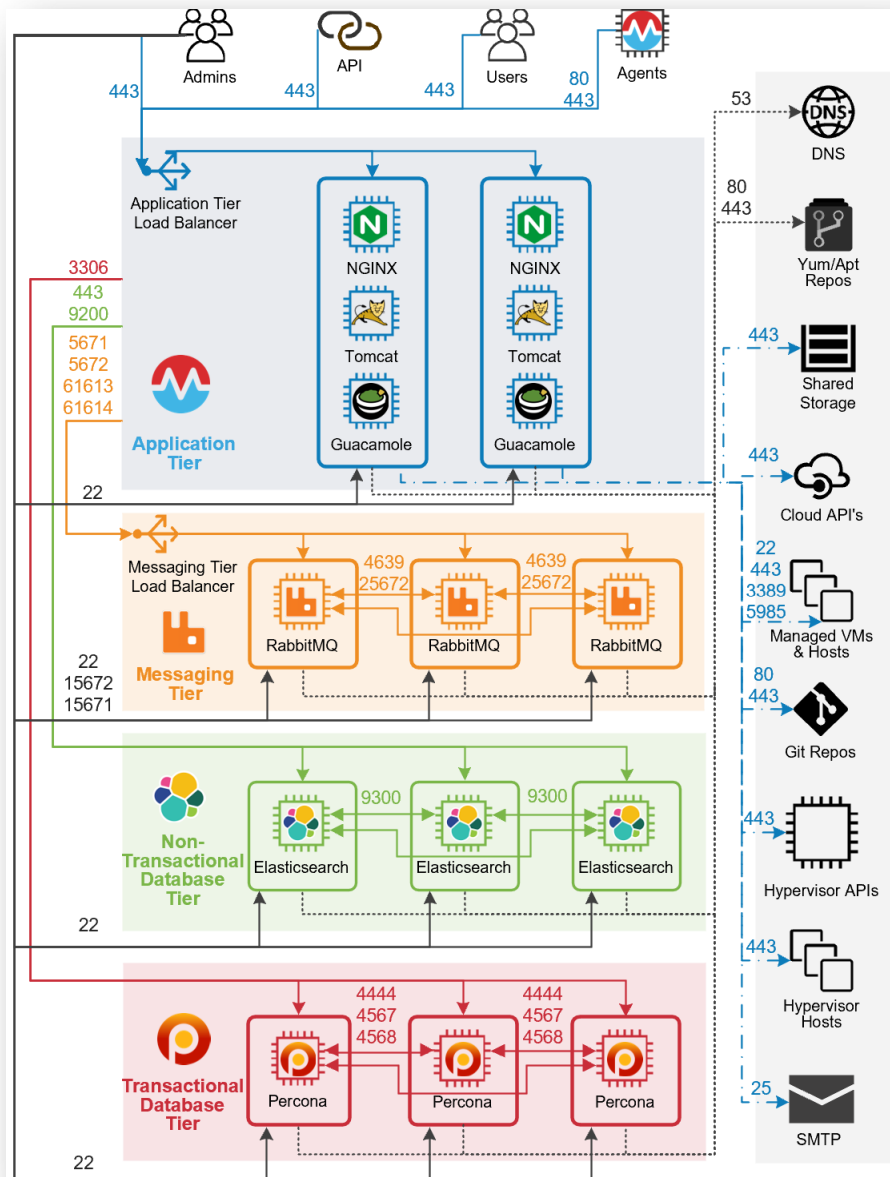 Admins
API
Users
Agents
443
443
443
80
443
53
DNS
DNS
80
443
Yum/Apt
Repos
Application Tier
Load Balancer
NGINX
NGINX
Tomcat
Tomcat
Guacamole
Guacamole
3306
443
9200
5671
5672
61613
61614
Application
Tier
443
Shared
Storage
443
Cloud API's
22
Messaging Tier
Load Balancer
4639
25672
4639
25672
RabbitMQ
RabbitMQ
RabbitMQ
Messaging
Tier
22
15672
15671
22
443
3389
5985
Managed VMs
& Hosts
80
443
Git Repos
Non-
Transactional
Database
Tier
9300
9300
Elasticsearch
Elasticsearch
Elasticsearch
22
443
Hypervisor APIs
443
Hypervisor
Hosts
Transactional
Database
Tier
4444
4567
4568
4444
4567
4568
Percona
Percona
Percona
22
25
SMTP